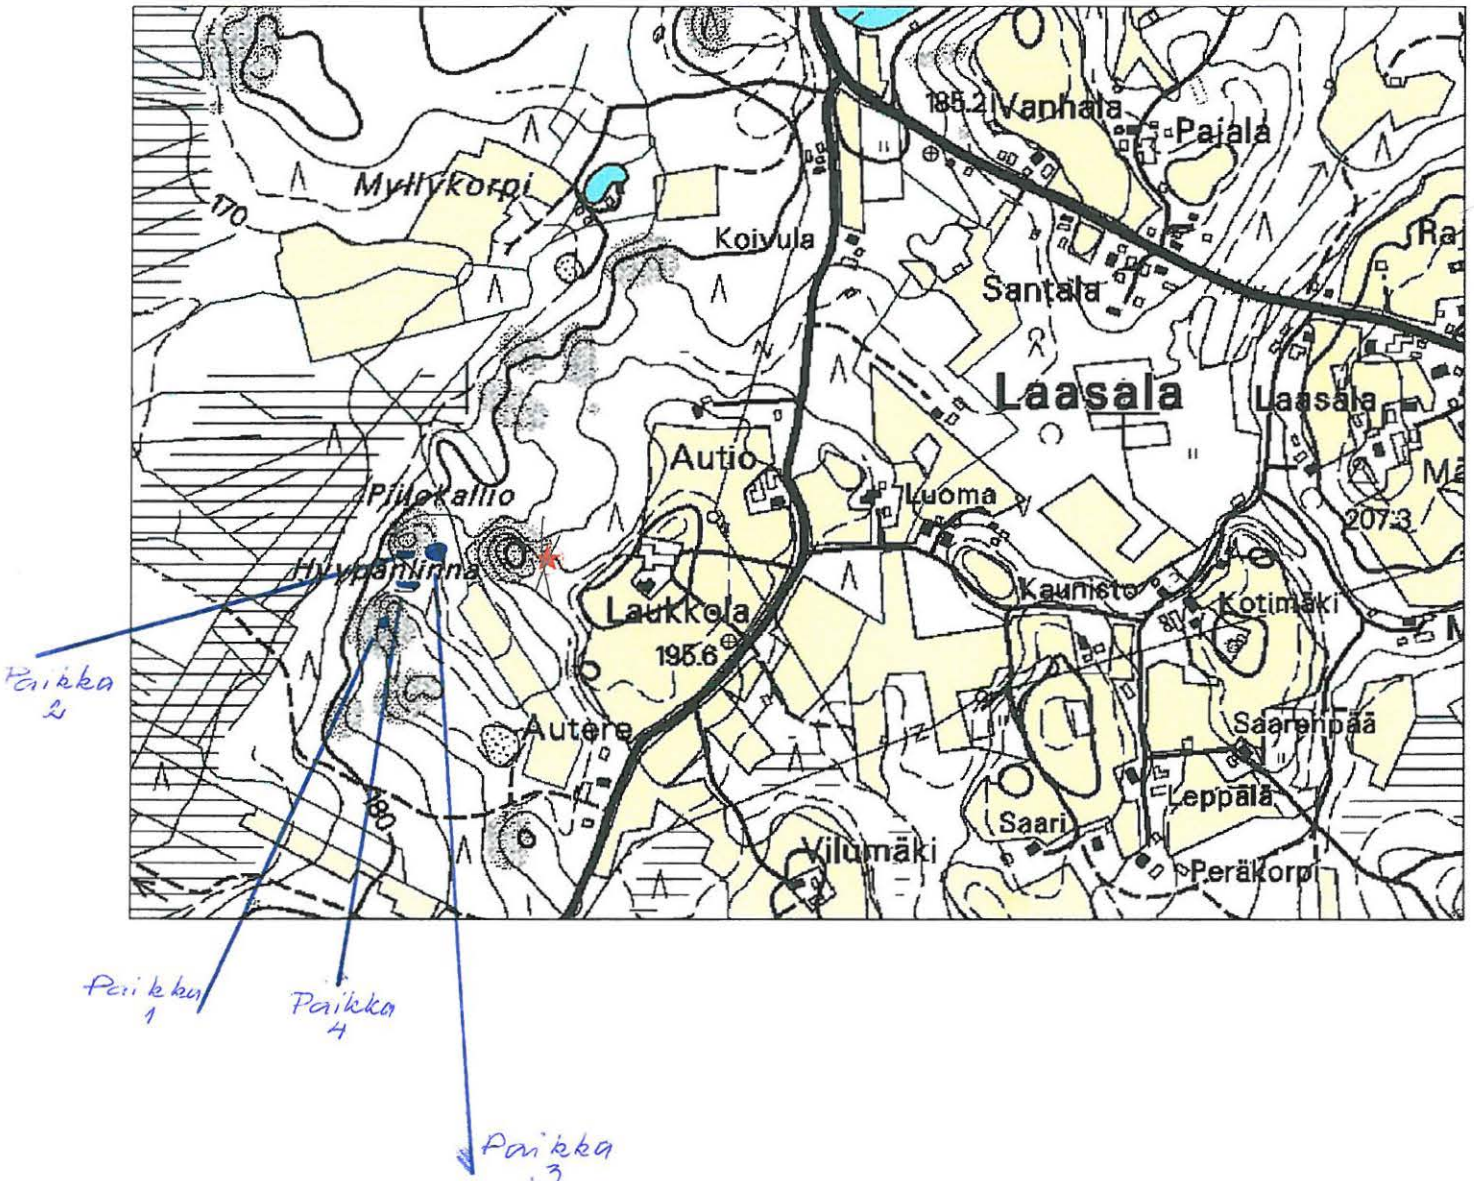 185.2
Vanhala
Pajala
Myllykorpi
170
Koivula
Ra
Santala
Laasala
Laasala
Autio
Mä
Piilokallio
Luoma
207.3
Hyypänlinna
Kaunisto
Laukkola
Kotimäki
195.6
Paikka
2
Autere
Saarenpää
180
Leppälä
Saari
Vilumäki
Peräkorpi
Paikka
1
Paikka
4
Paikka
3